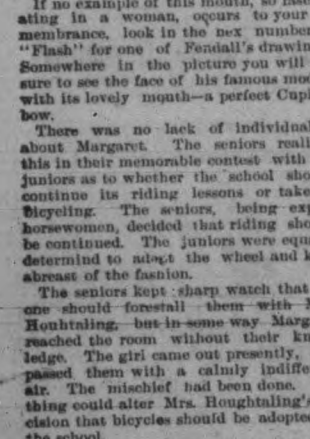 If no example of this mouth, so
ating in a woman, occurs to your
membrance, look in the nex number
"Flash" for one of Fendall's drawin
Somewhere in the picture you will
sure to see the face of his famous mo
with its lovely mouth—a perfect Cupi
bow.
There was no lack of individual
about Margaret. The seniors reali
this in their memorable contest with
juniors as to whether the school sho
continue its riding lessons or take
bicycling. The seniors, being exp
horsewomen, decided that riding sho
be continued. The juniors were equa
determind to adopt the wheel and k
abreast of the fashion.
The seniors kept sharp watch that
one should forestall them with M
Houhtaling, but in some way Marg
reached the room without their kn
ledge. The girl came out presently,
passed them with a calmly indiffe
air. The mischief had been done.
thing could alter Mrs. Houghtaling's
cision that bicycles should be adopted
the school